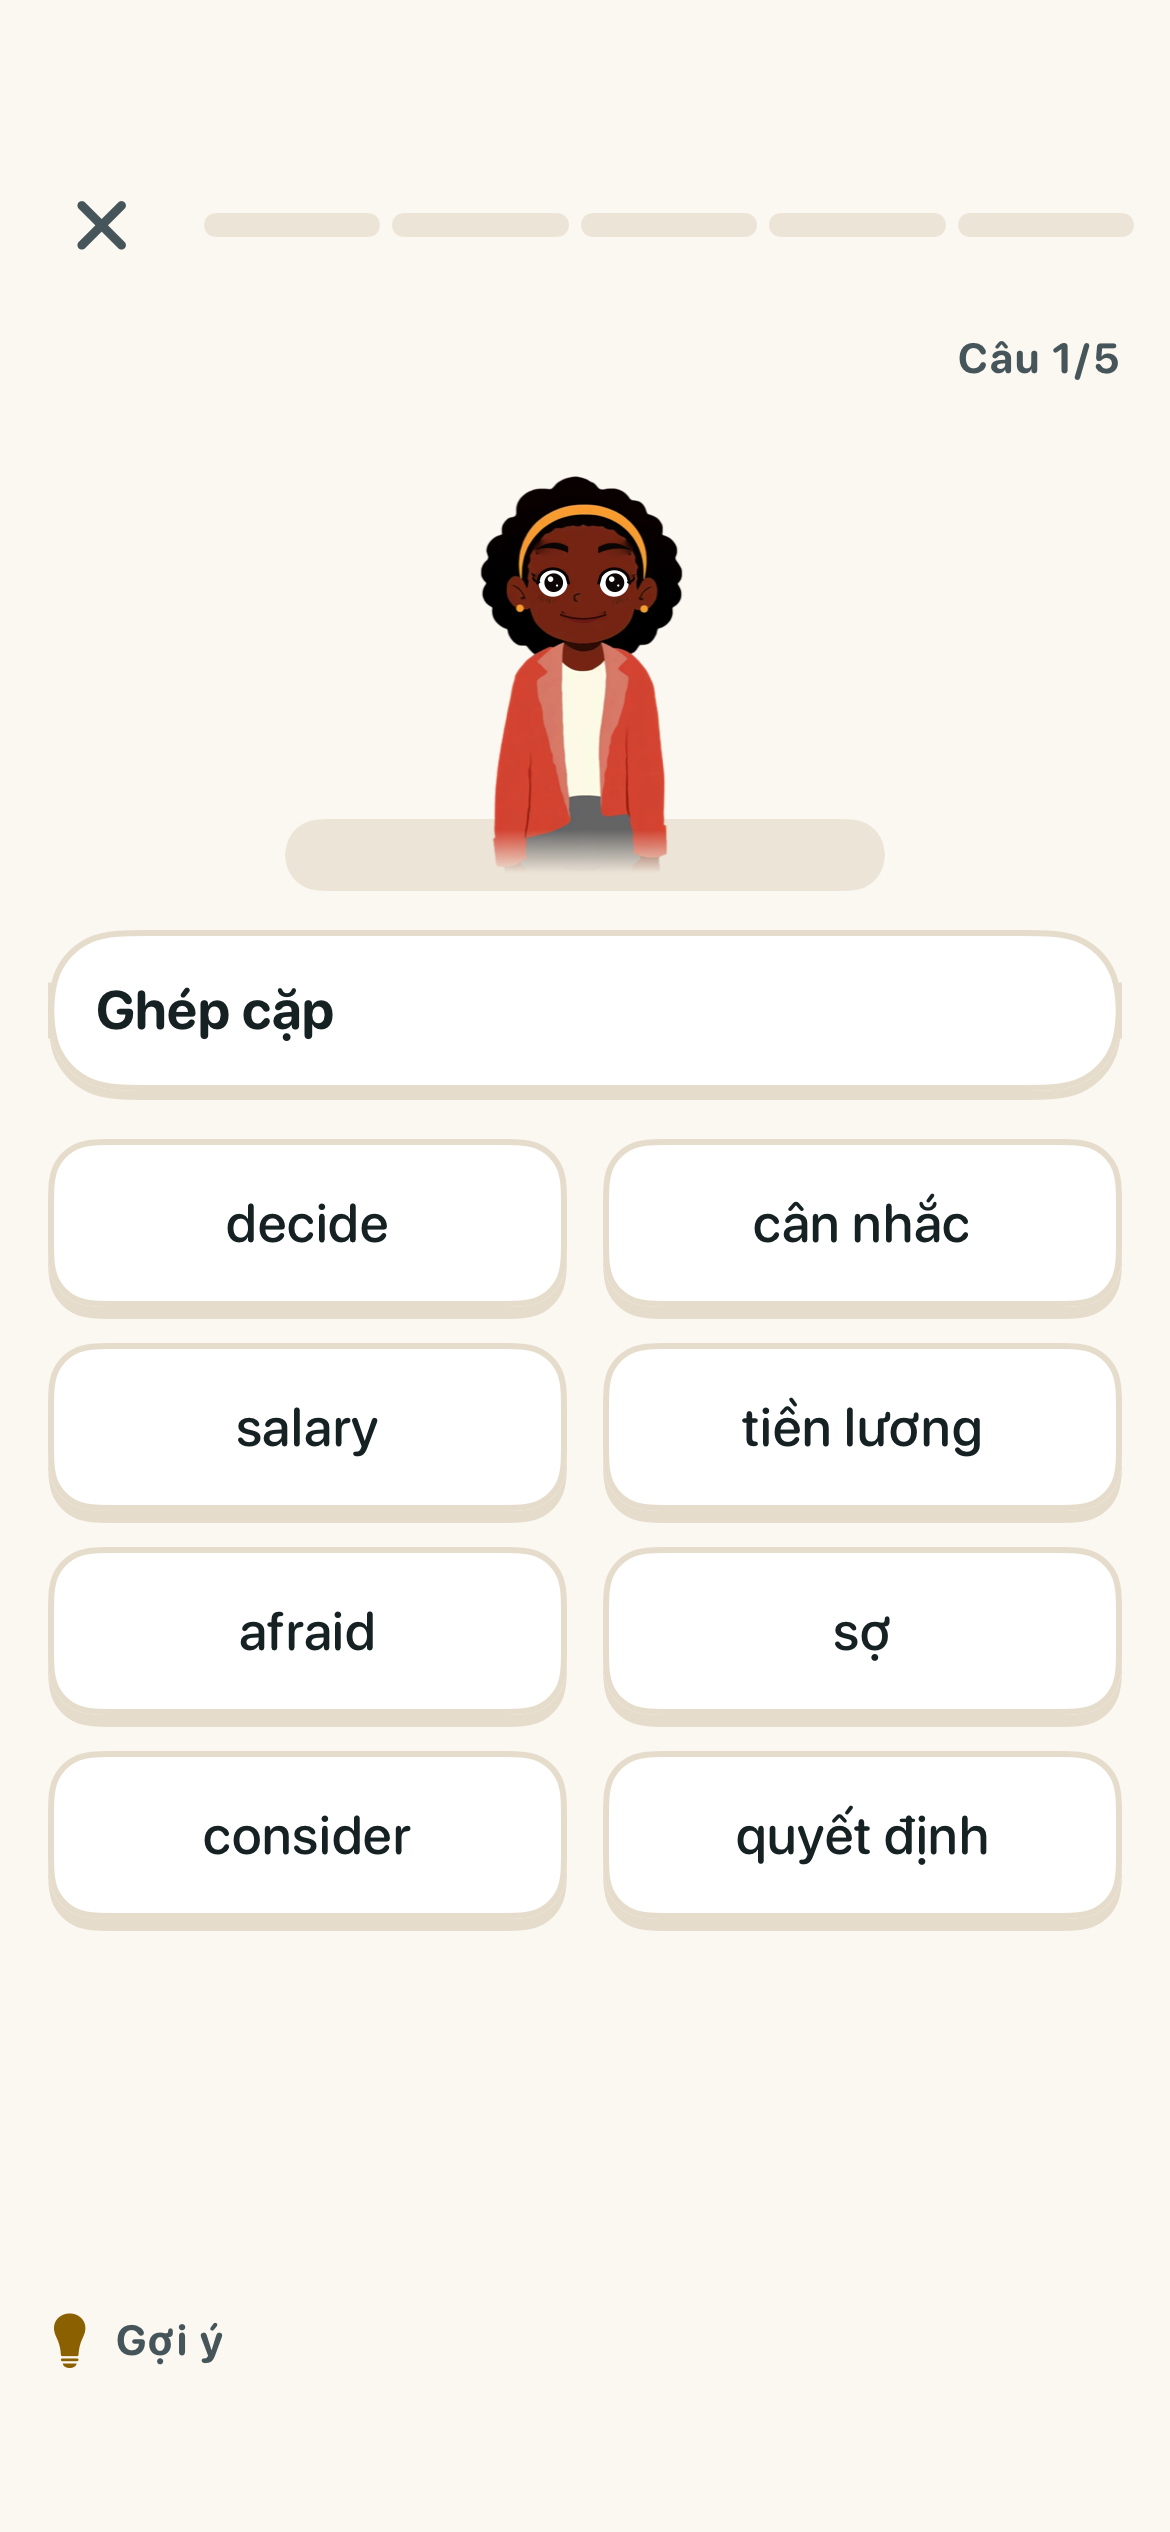 Câu 1/5
Ghép cặp
decide
cân nhắc
salary
tiền lương
afraid
sợ
consider
quyết định
Gợi ý